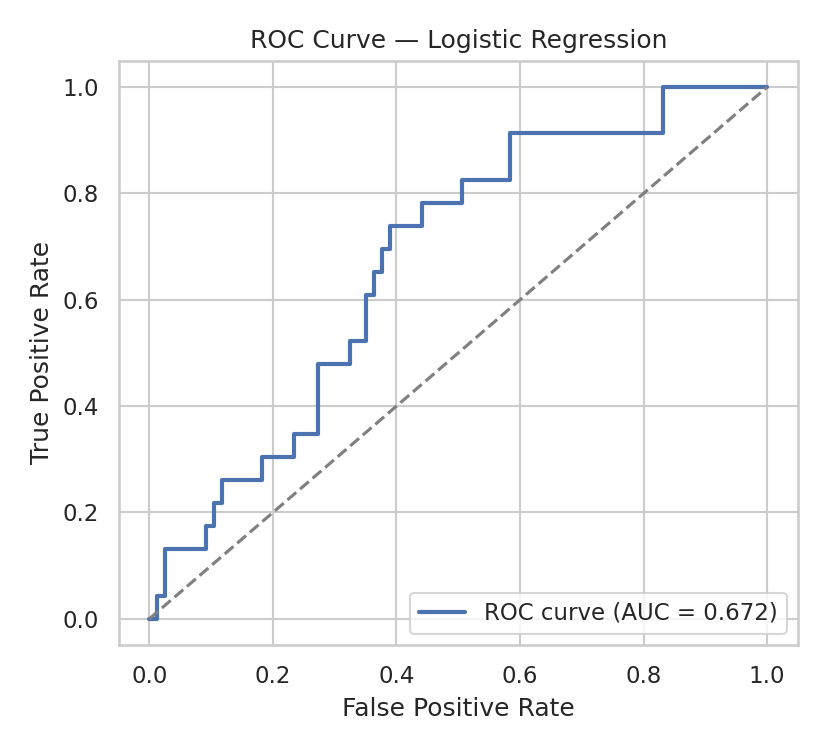 ROC Curve — Logistic Regression
True Positive Rate
1.0
0.8
0.6
0.4
0.2
0.0
ROC curve (AUC = 0.672)
0.0 0.2 0.4 0.6 0.8 1.0
False Positive Rate